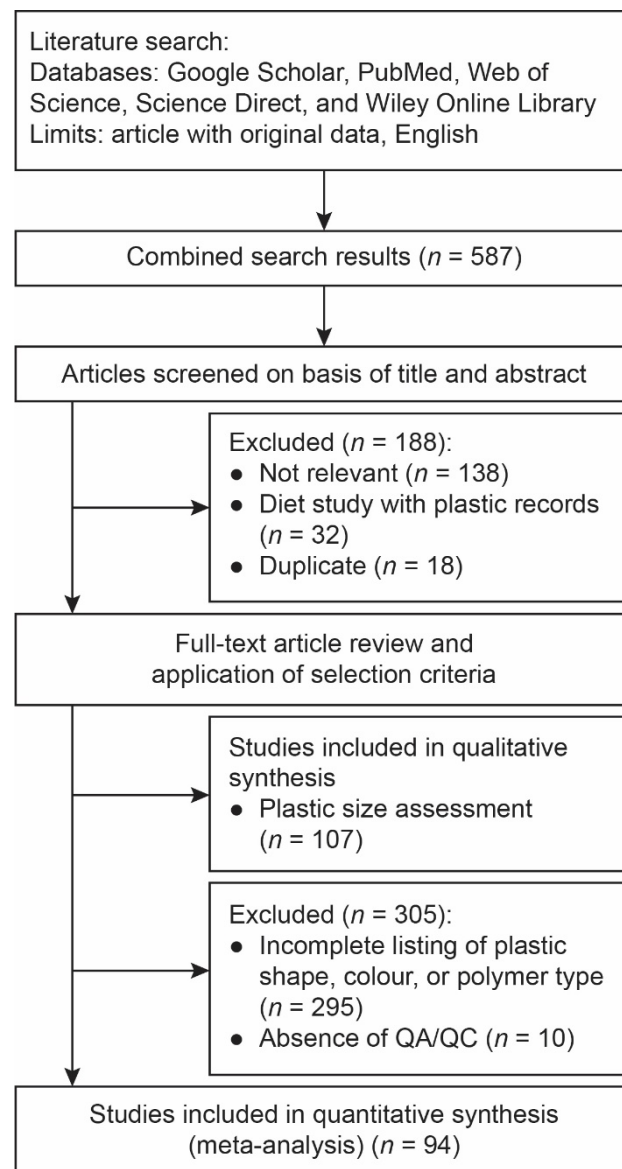 Literature search:
Databases: Google Scholar, PubMed, Web of
Science, Science Direct, and Wiley Online Library
Limits: article with original data, English
Combined search results (n = 587)
Articles screened on basis of title and abstract
Excluded (n = 188):
● Not relevant (n = 138)
● Diet study with plastic records
(n = 32)
● Duplicate (n = 18)
Full-text article review and
application of selection criteria
Studies included in qualitative
synthesis
● Plastic size assessment
(n = 107)
Excluded (n = 305):
● Incomplete listing of plastic
shape, colour, or polymer type
(n = 295)
● Absence of QA/QC (n = 10)
Studies included in quantitative synthesis
(meta-analysis) (n = 94)